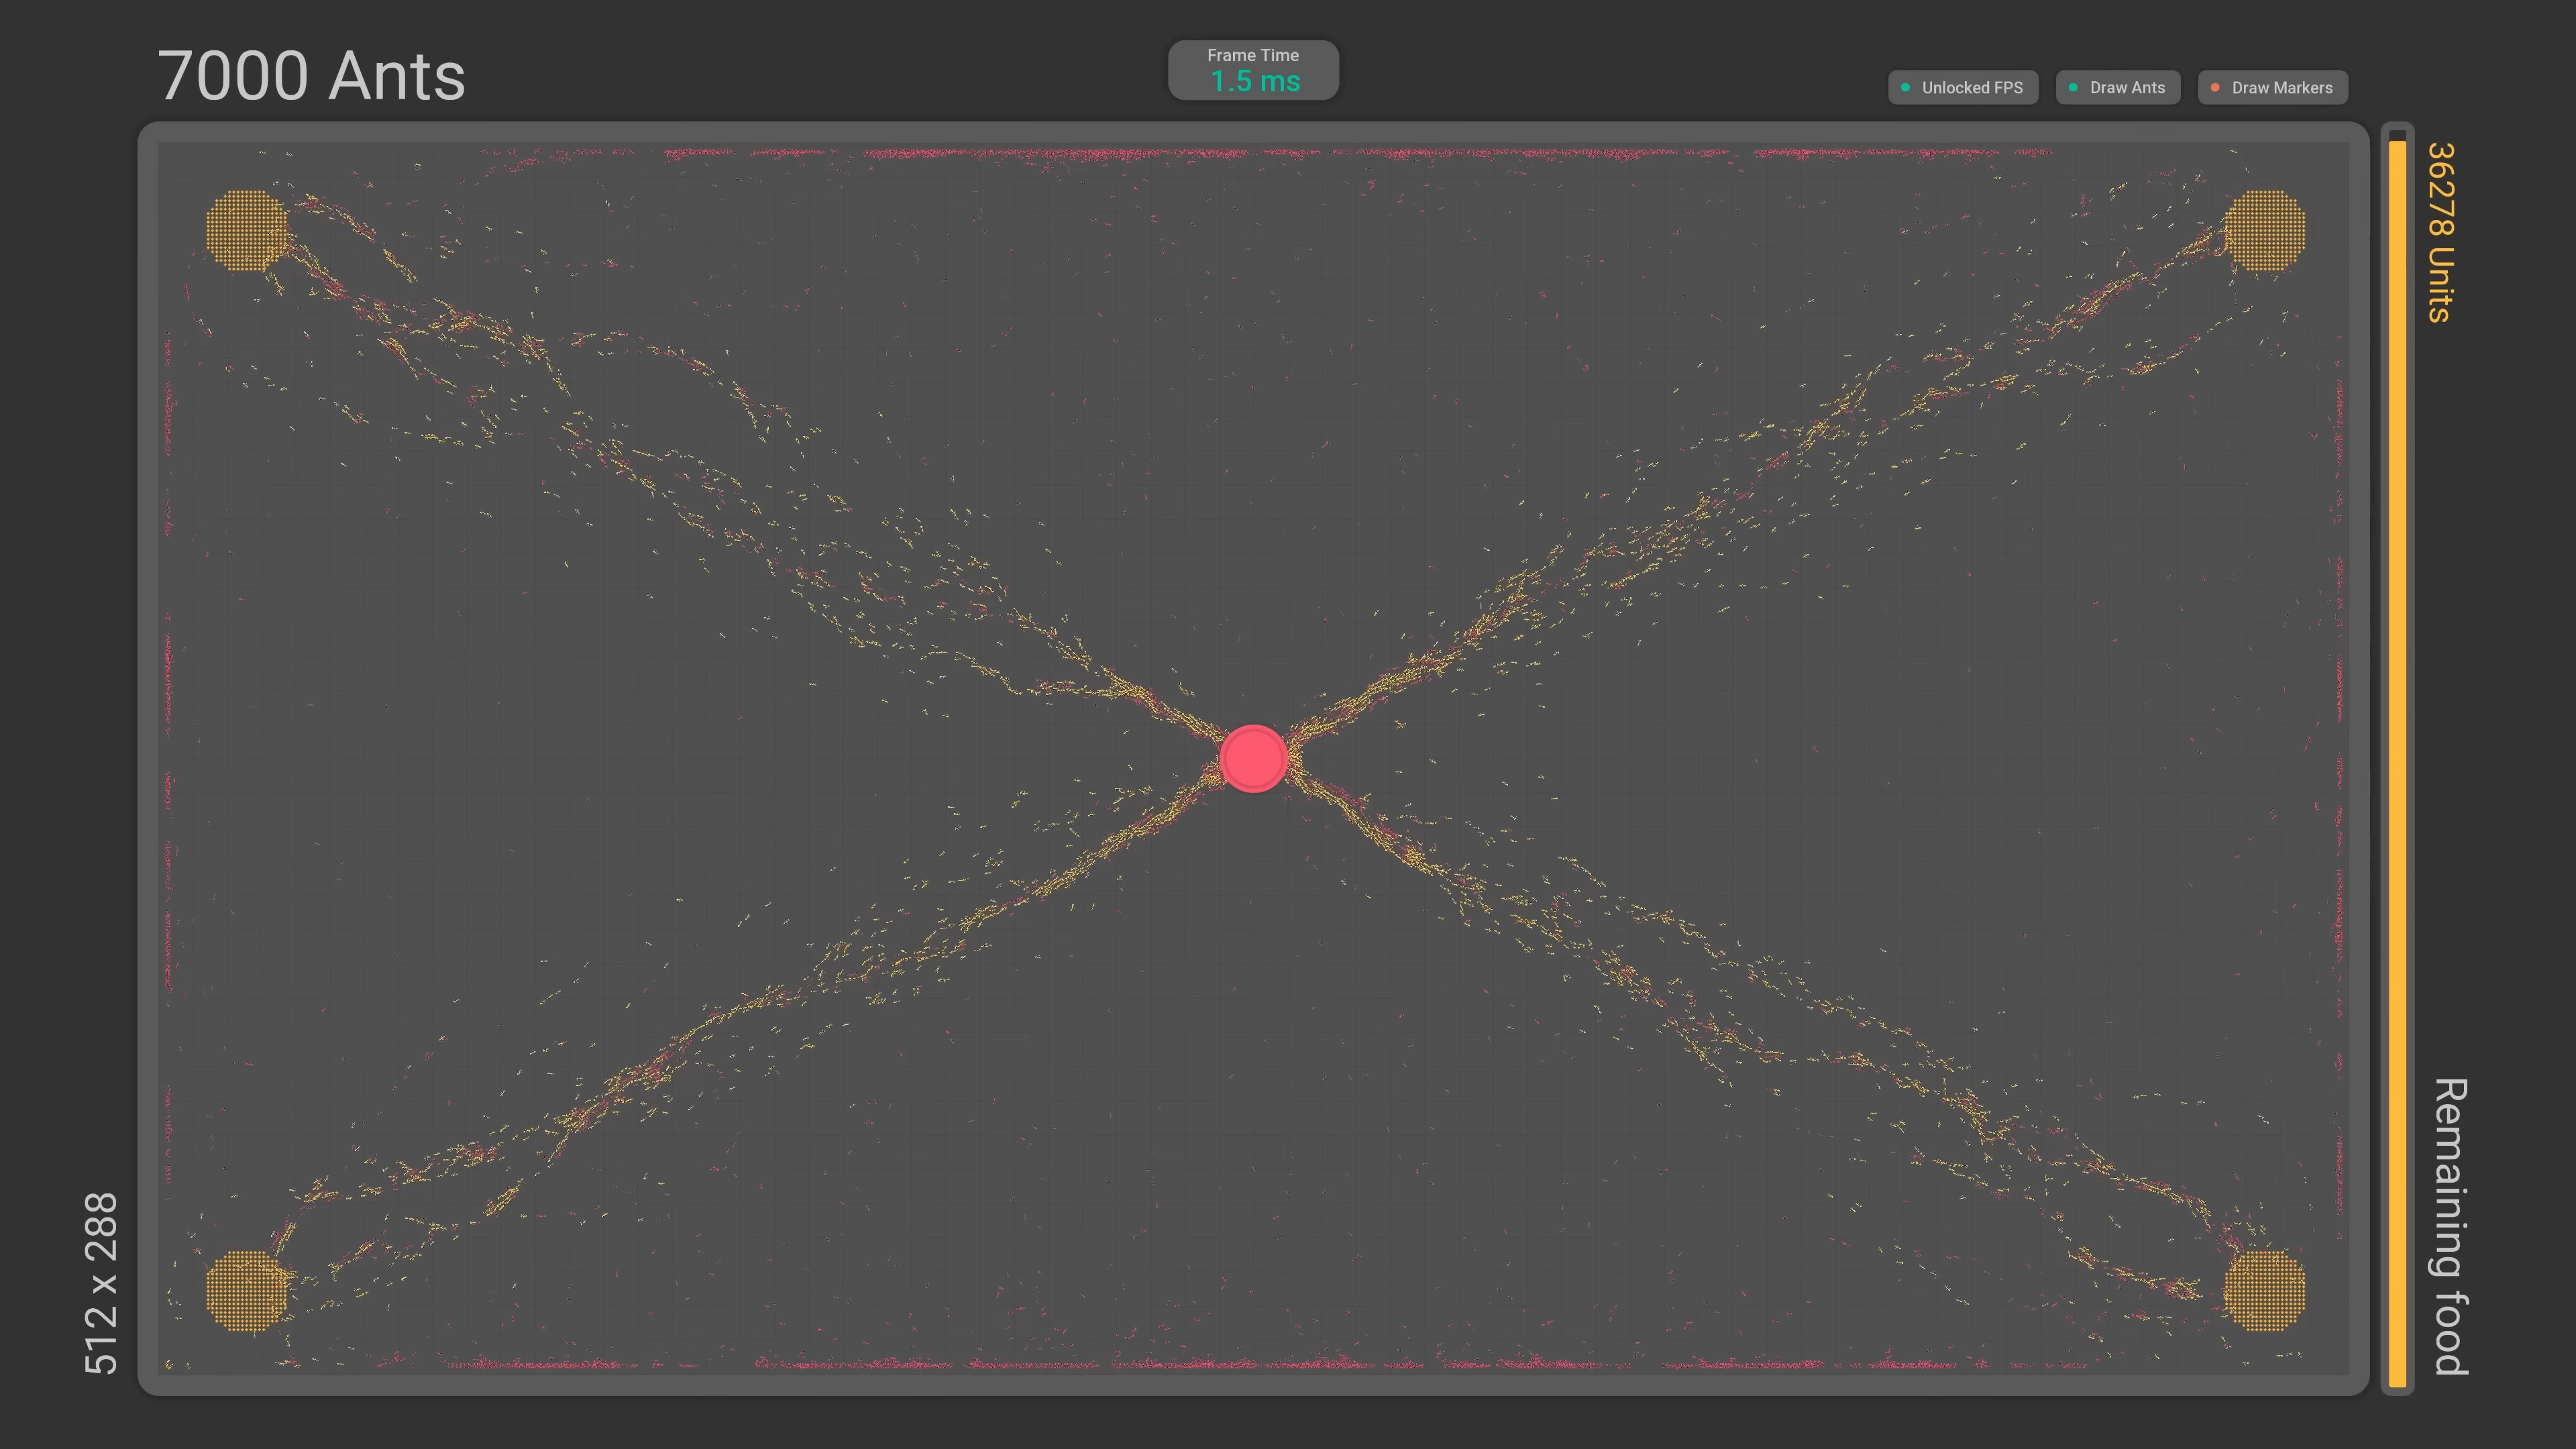 7000 Ants
Frame Time
1.5 ms
Unlocked FPS
Draw Ants
Draw Markers
36278 Units
Remaining food
512 x 288